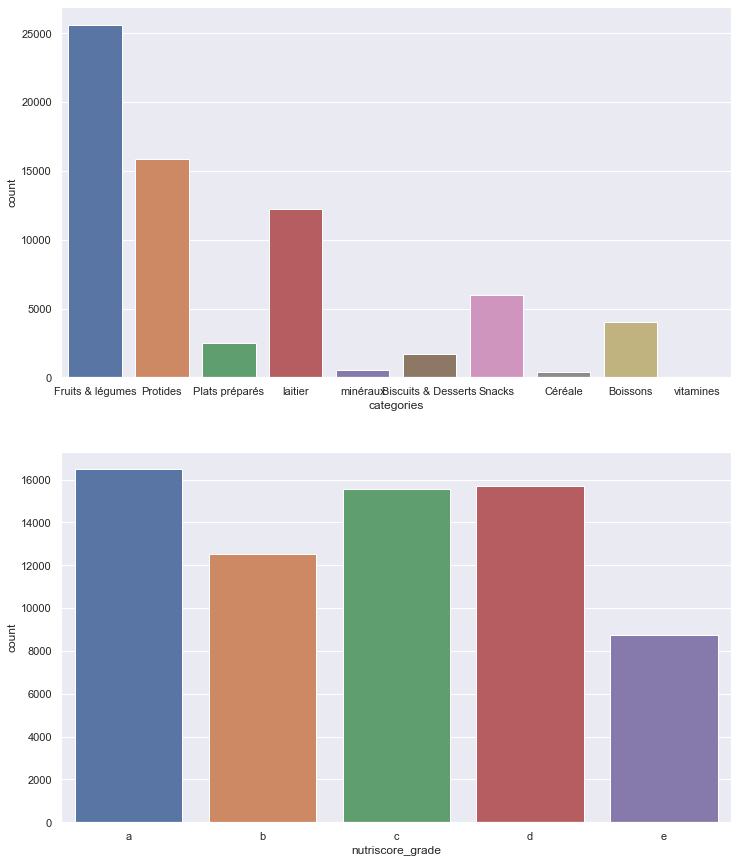 25000
20000
15000
10000
5000
0
count
Fruits & légumes Protides Plats préparés laitier minéraux Biscuits & Desserts Snacks Céréale Boissons vitamines
categories
16000
14000
12000
10000
8000
6000
4000
2000
0
count
a b c d e
nutriscore_grade